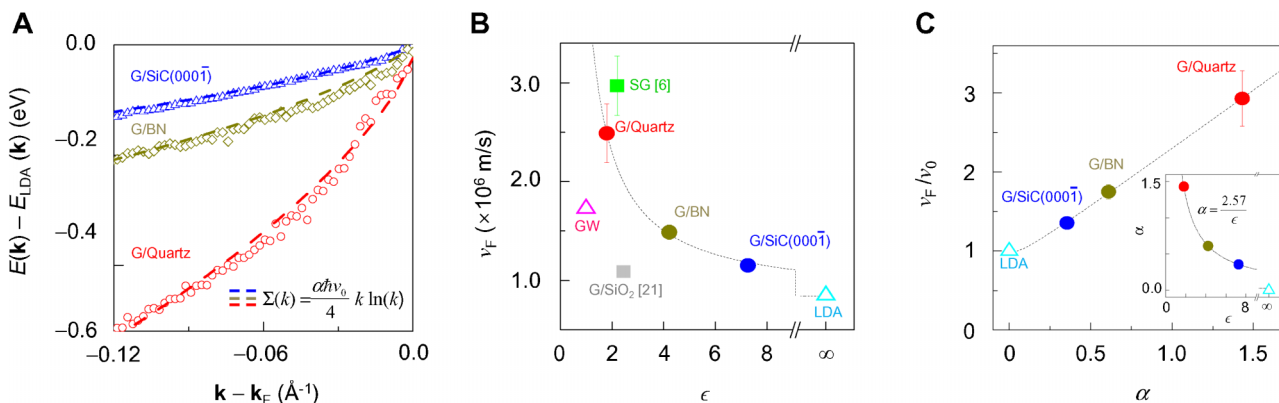 A
E(k) − E_LDA (k) (eV)
0.0
−0.2
−0.4
−0.6
G/SiC(0001̅)
G/BN
G/Quartz
Σ(k) = αħv₀/4 k ln(k)
−0.12
−0.06
0.0
k − k_F (Å⁻¹)
B
v_F (× 10⁶ m/s)
3.0
2.0
1.0
SG [6]
G/Quartz
GW
G/BN
G/SiC(0001̅)
G/SiO₂ [21]
LDA
0
2
4
6
8
∞
ϵ
C
v_F/v₀
3
2
1
0
G/Quartz
G/BN
G/SiC(0001̅)
LDA
1.5
α
0.0
α = 2.57/ϵ
0
8
∞
ϵ
0
0.5
1.0
1.5
α